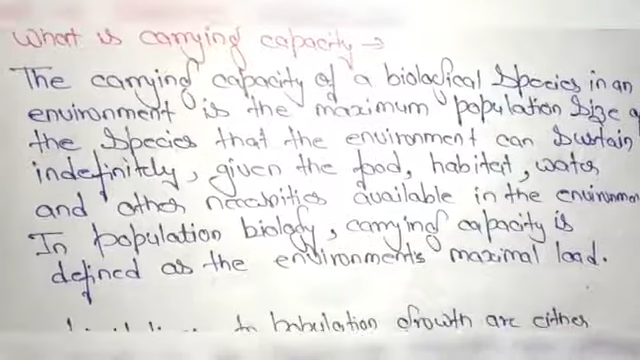 What is carrying capacity →
The carrying capacity of a biological species in an
environment is the maximum population size o
the species that the environment can sustain
indefinitely, given the food, habitat, water
and other necessities available in the environmen
In population biology, carrying capacity is
defined as the environment's maximal load.
to population growth are either